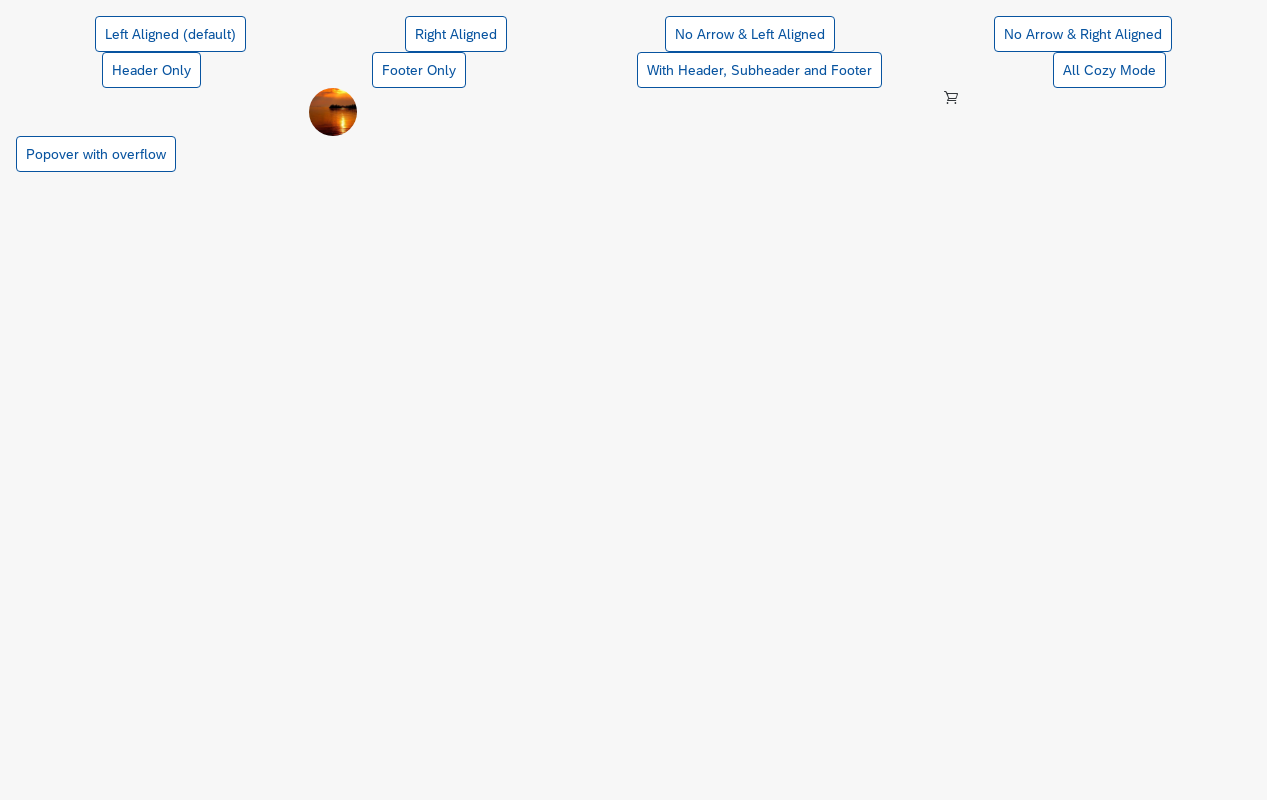 Left Aligned (default)
Right Aligned
No Arrow & Left Aligned
No Arrow & Right Aligned
Header Only
Footer Only
With Header, Subheader and Footer
All Cozy Mode
Popover with overflow